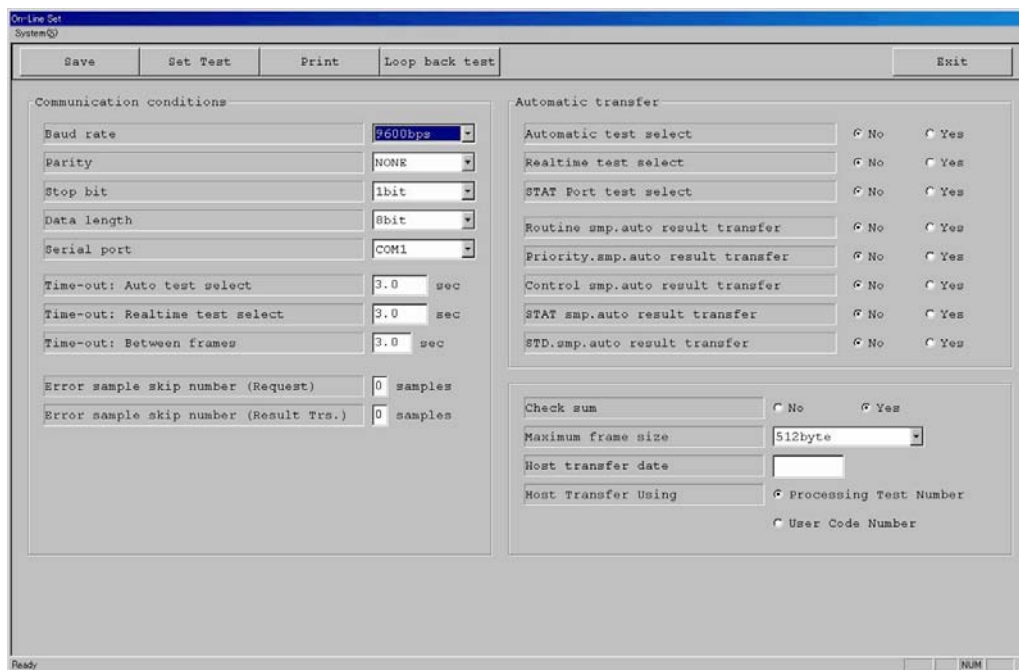 On-Line Set
System(S)
Save Set Test Print Loop back test Exit
Communication conditions
Baud rate 9600bps
Parity NONE
Stop bit 1bit
Data length 8bit
Serial port COM1
Time-out: Auto test select 3.0 sec
Time-out: Realtime test select 3.0 sec
Time-out: Between frames 3.0 sec
Error sample skip number (Request) 0 samples
Error sample skip number (Result Trs.) 0 samples
Automatic transfer
Automatic test select No Yes
Realtime test select No Yes
STAT Port test select No Yes
Routine smp.auto result transfer No Yes
Priority.smp.auto result transfer No Yes
Control smp.auto result transfer No Yes
STAT smp.auto result transfer No Yes
STD.smp.auto result transfer No Yes
Check sum No Yes
Maximum frame size 512byte
Host transfer date
Host Transfer Using Processing Test Number
User Code Number
Ready NUM